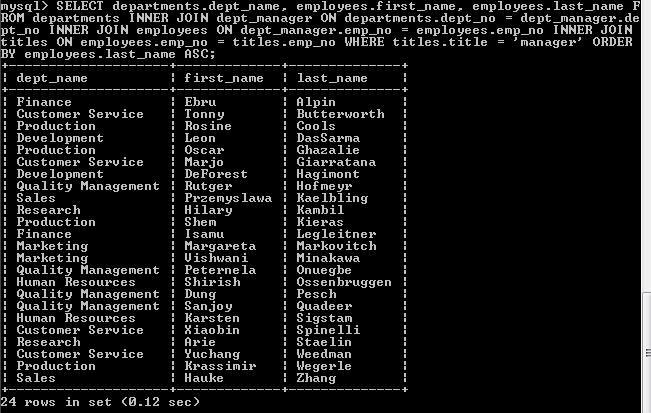 mysql> SELECT departments.dept_name, employees.first_name, employees.last_name F
ROM departments INNER JOIN dept_manager ON departments.dept_no = dept_manager.de
pt_no INNER JOIN employees ON dept_manager.emp_no = employees.emp_no INNER JOIN
titles ON employees.emp_no = titles.emp_no WHERE titles.title = 'manager' ORDER
BY employees.last_name ASC;
+--------------------+-------------+--------------+
| dept_name          | first_name  | last_name    |
+--------------------+-------------+--------------+
| Finance            | Ebru        | Alpin        |
| Customer Service   | Tonny       | Butterworth  |
| Production         | Rosine      | Cools        |
| Development        | Leon        | DasSarma     |
| Production         | Oscar       | Ghazalie     |
| Customer Service   | Marjo       | Giarratana   |
| Development        | DeForest    | Hagimont     |
| Quality Management | Rutger      | Hofmeyr      |
| Sales              | Przemyslawa | Kaelbling    |
| Research           | Hilary      | Kambil       |
| Production         | Shem        | Kieras       |
| Finance            | Isamu       | Legleitner   |
| Marketing          | Margareta   | Markovitch   |
| Marketing          | Vishwani    | Minakawa     |
| Quality Management | Peternela   | Onuegbe      |
| Human Resources    | Shirish     | Ossenbruggen |
| Quality Management | Dung        | Pesch        |
| Quality Management | Sanjoy      | Quadeer      |
| Human Resources    | Karsten     | Sigstam      |
| Customer Service   | Xiaobin     | Spinelli     |
| Research           | Arie        | Staelin      |
| Customer Service   | Yuchang     | Weedman      |
| Production         | Krassimir   | Wegerle      |
| Sales              | Hauke       | Zhang        |
+--------------------+-------------+--------------+
24 rows in set (0.12 sec)